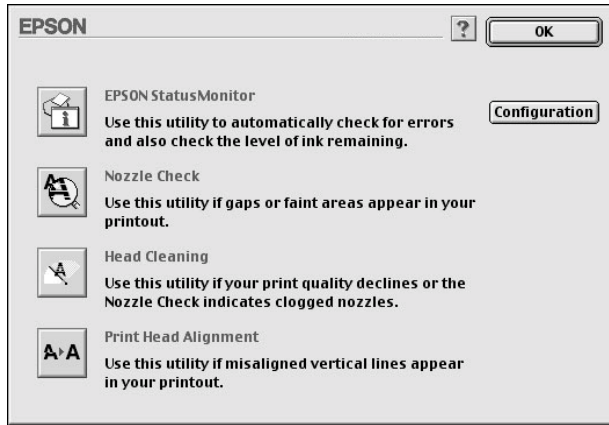 EPSON
?
OK
EPSON StatusMonitor
Use this utility to automatically check for errors
and also check the level of ink remaining.
Configuration
Nozzle Check
Use this utility if gaps or faint areas appear in your
printout.
Head Cleaning
Use this utility if your print quality declines or the
Nozzle Check indicates clogged nozzles.
Print Head Alignment
Use this utility if misaligned vertical lines appear
in your printout.
A A